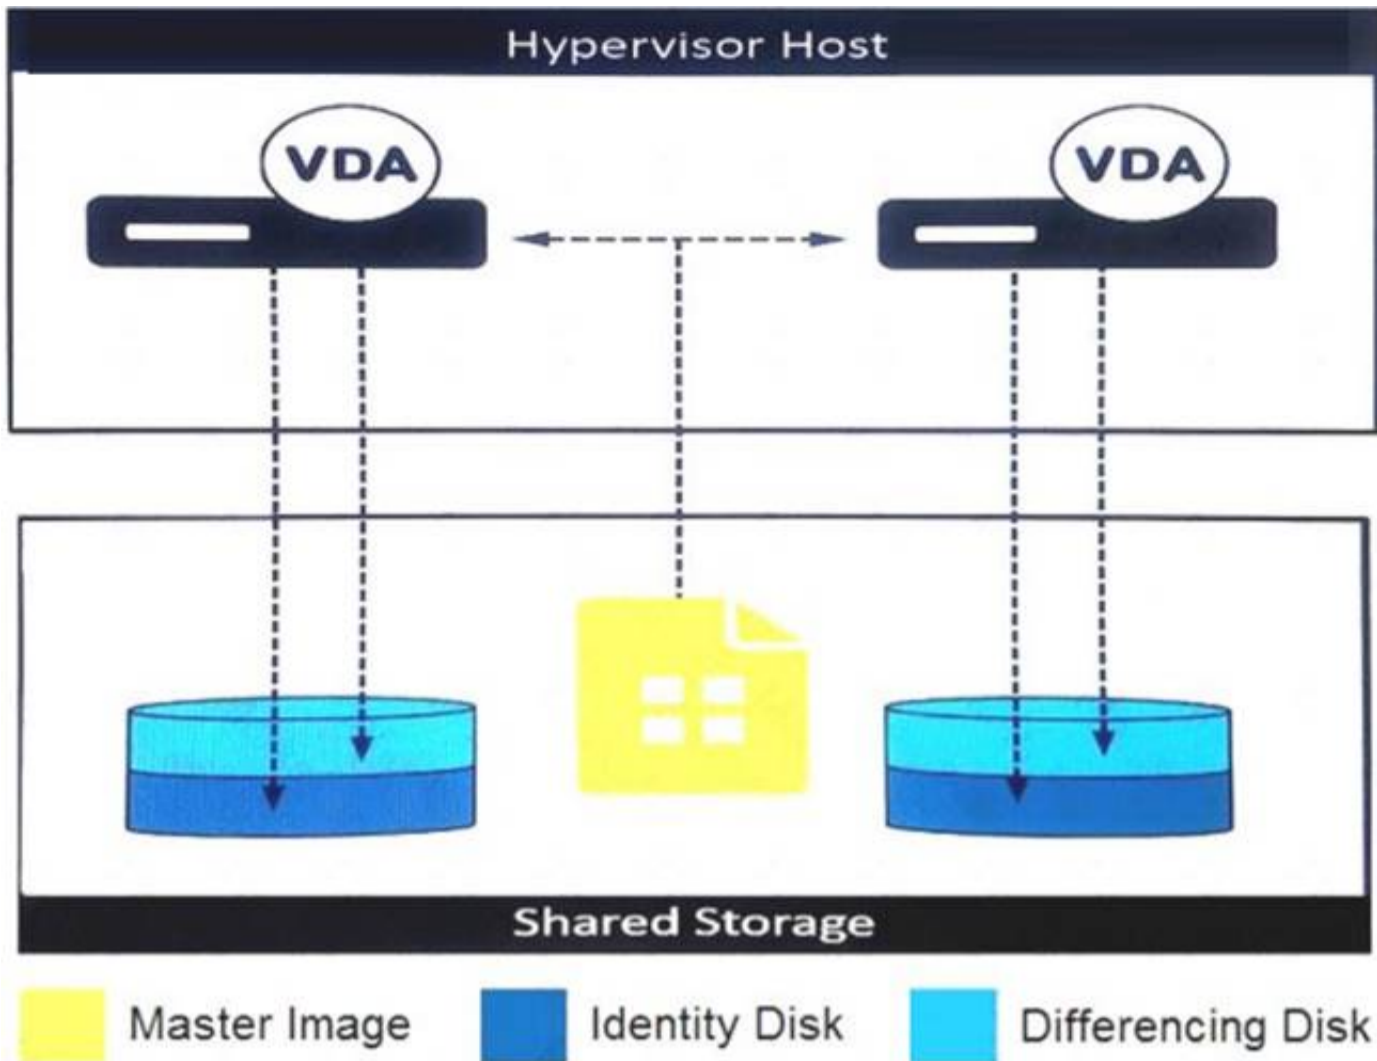 Hypervisor Host
VDA
VDA
Shared Storage
Master Image
Identity Disk
Differencing Disk